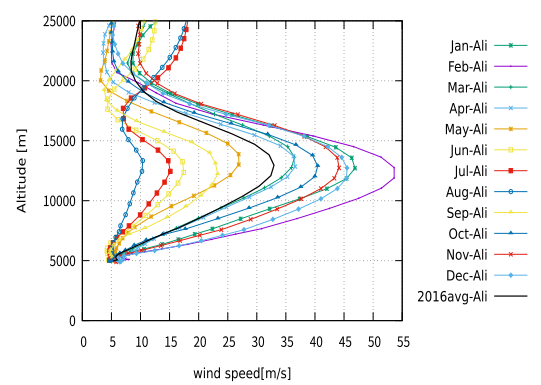 25000
20000
15000
10000
5000
0
Altitude [m]
0 5 10 15 20 25 30 35 40 45 50 55
wind speed[m/s]
Jan-Ali
Feb-Ali
Mar-Ali
Apr-Ali
May-Ali
Jun-Ali
Jul-Ali
Aug-Ali
Sep-Ali
Oct-Ali
Nov-Ali
Dec-Ali
2016avg-Ali